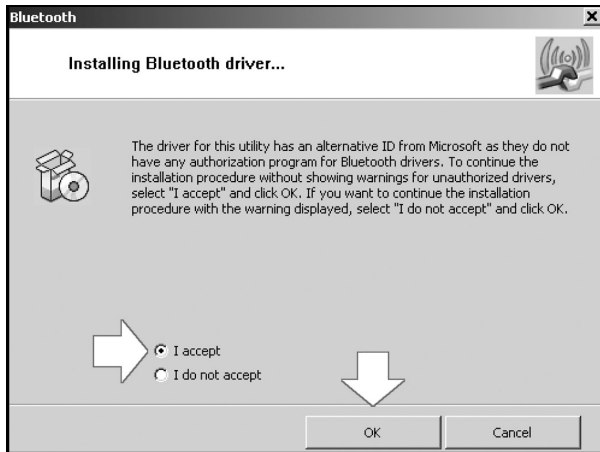 Bluetooth
Installing Bluetooth driver...
The driver for this utility has an alternative ID from Microsoft as they do not
have any authorization program for Bluetooth drivers. To continue the
installation procedure without showing warnings for unauthorized drivers,
select "I accept" and click OK. If you want to continue the installation
procedure with the warning displayed, select "I do not accept" and click OK.
I accept
I do not accept
OK
Cancel